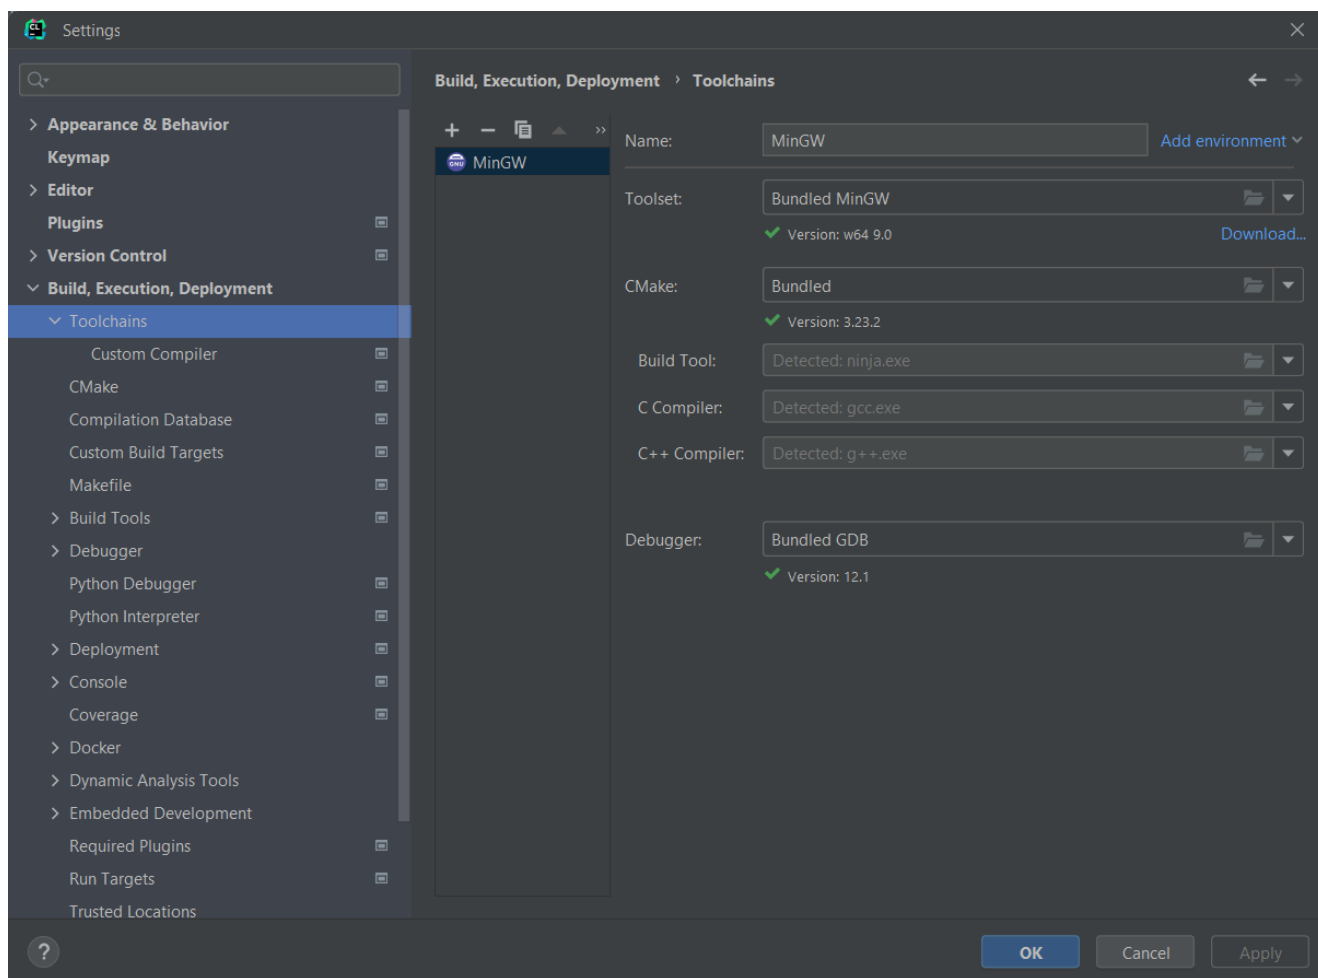 CL Settings
Build, Execution, Deployment › Toolchains
Appearance & Behavior
Keymap
Editor
Plugins
Version Control
Build, Execution, Deployment
Toolchains
Custom Compiler
CMake
Compilation Database
Custom Build Targets
Makefile
Build Tools
Debugger
Python Debugger
Python Interpreter
Deployment
Console
Coverage
Docker
Dynamic Analysis Tools
Embedded Development
Required Plugins
Run Targets
Trusted Locations
GNU MinGW
Name: MinGW Add environment
Toolset: Bundled MinGW
Version: w64 9.0 Download...
CMake: Bundled
Version: 3.23.2
Build Tool: Detected: ninja.exe
C Compiler: Detected: gcc.exe
C++ Compiler: Detected: g++.exe
Debugger: Bundled GDB
Version: 12.1
? OK Cancel Apply